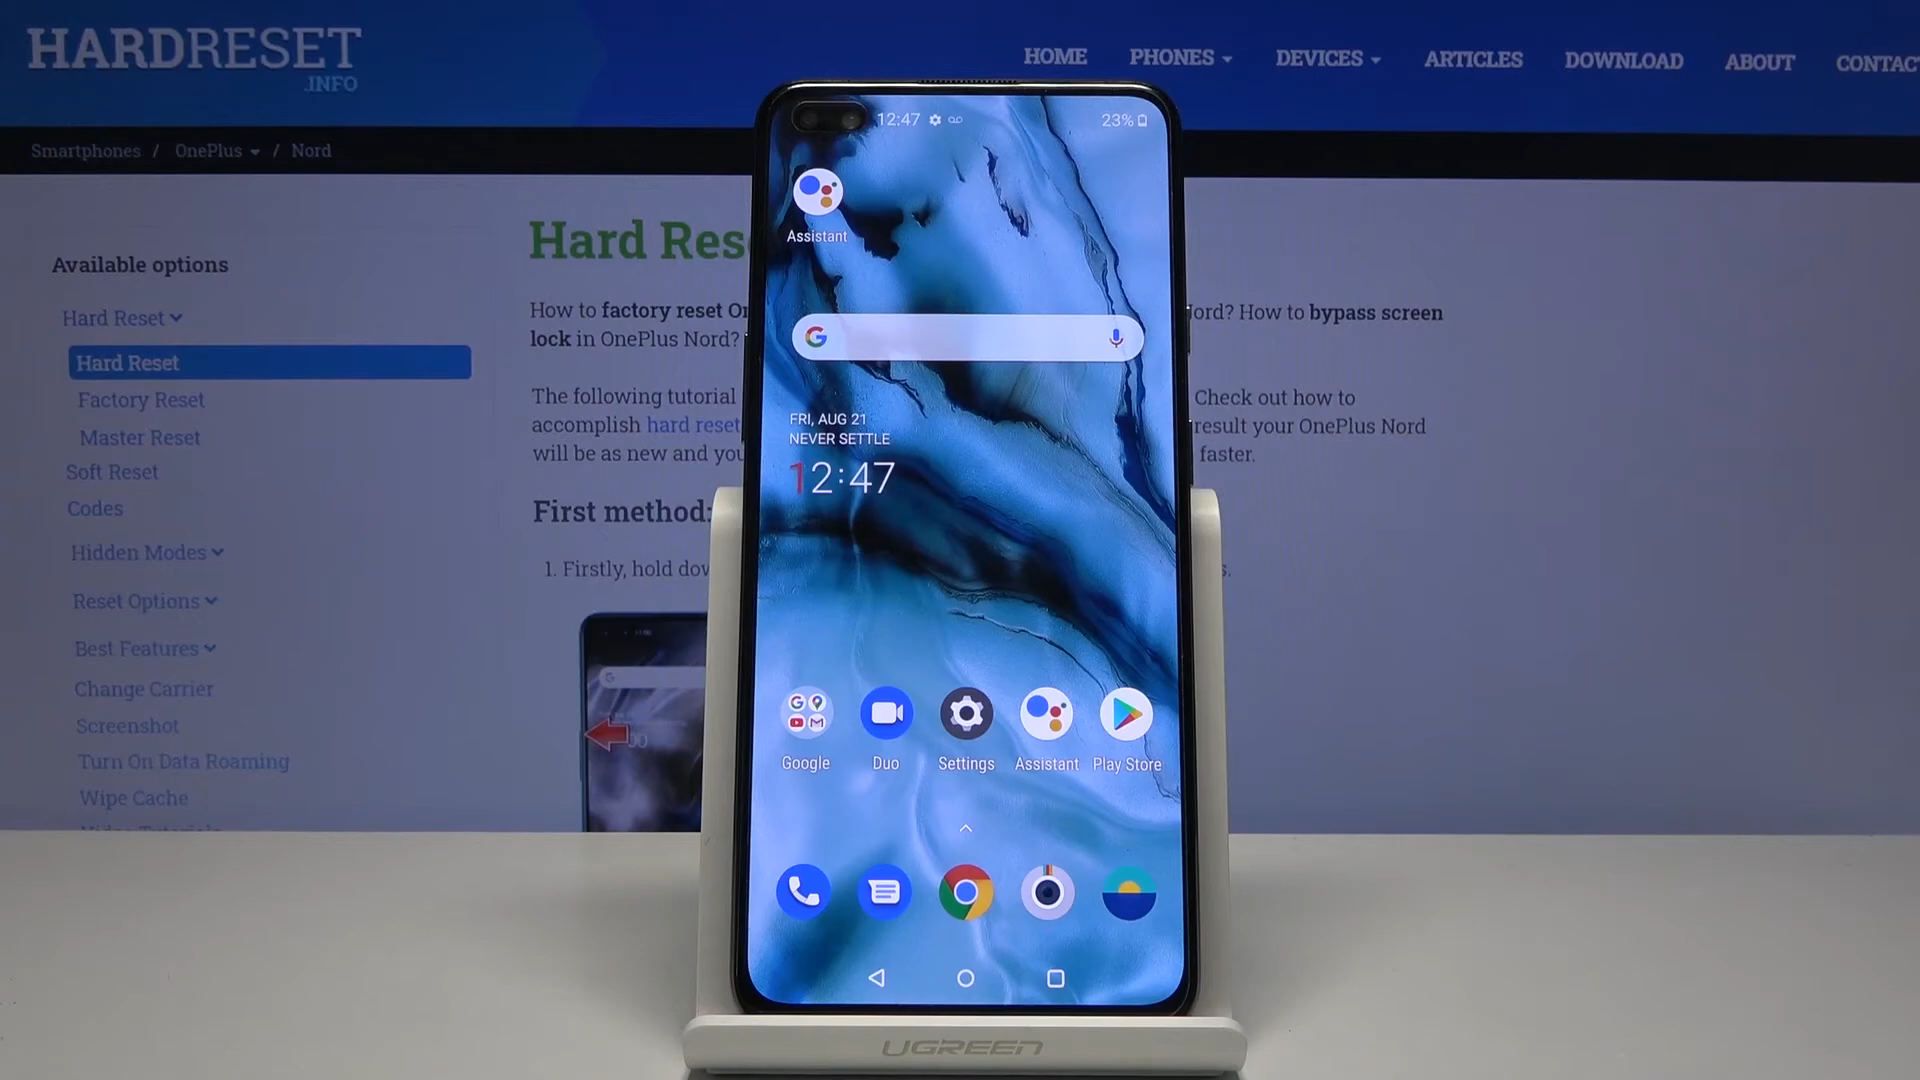 HARDRESET
.INFO
HOME PHONES DEVICES ARTICLES DOWNLOAD ABOUT CONTACT
Smartphones / OnePlus / Nord
Available options
Hard Reset
Hard Reset
Factory Reset
Master Reset
Soft Reset
Codes
Hidden Modes
Reset Options
Best Features
Change Carrier
Screenshot
Turn On Data Roaming
Wipe Cache
Hard Res
How to factory reset On
lock in OnePlus Nord?
Nord? How to bypass screen
The following tutorial
accomplish hard reset
will be as new and you
Check out how to
result your OnePlus Nord
faster.
First method:
1. Firstly, hold dow
s.
12:47
23%
Assistant
FRI, AUG 21
NEVER SETTLE
12:47
Google Duo Settings Assistant Play Store
UGREEN